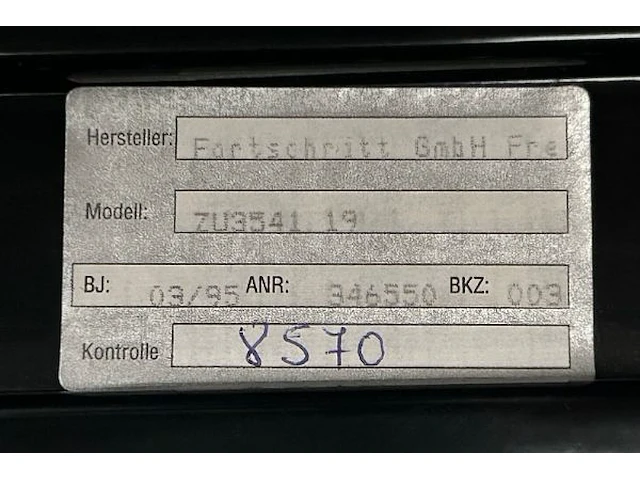 Hersteller: Fortschritt GmbH Fre
Modell: ZU3541 19
BJ: 03/95 ANR: 346550 BKZ: 003
Kontrolle 8570